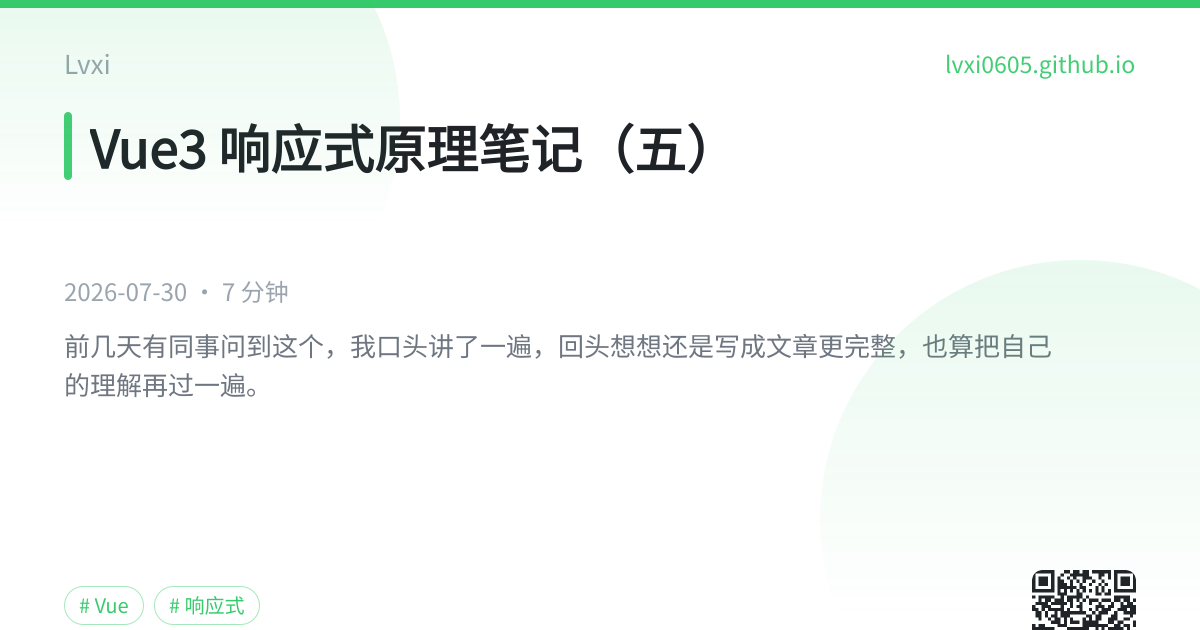 Lvxi
lvxi0605.github.io
Vue3 响应式原理笔记（五）
2026-07-30 · 7 分钟
前几天有同事问到这个，我口头讲了一遍，回头想想还是写成文章更完整，也算把自己
的理解再过一遍。
# Vue
# 响应式